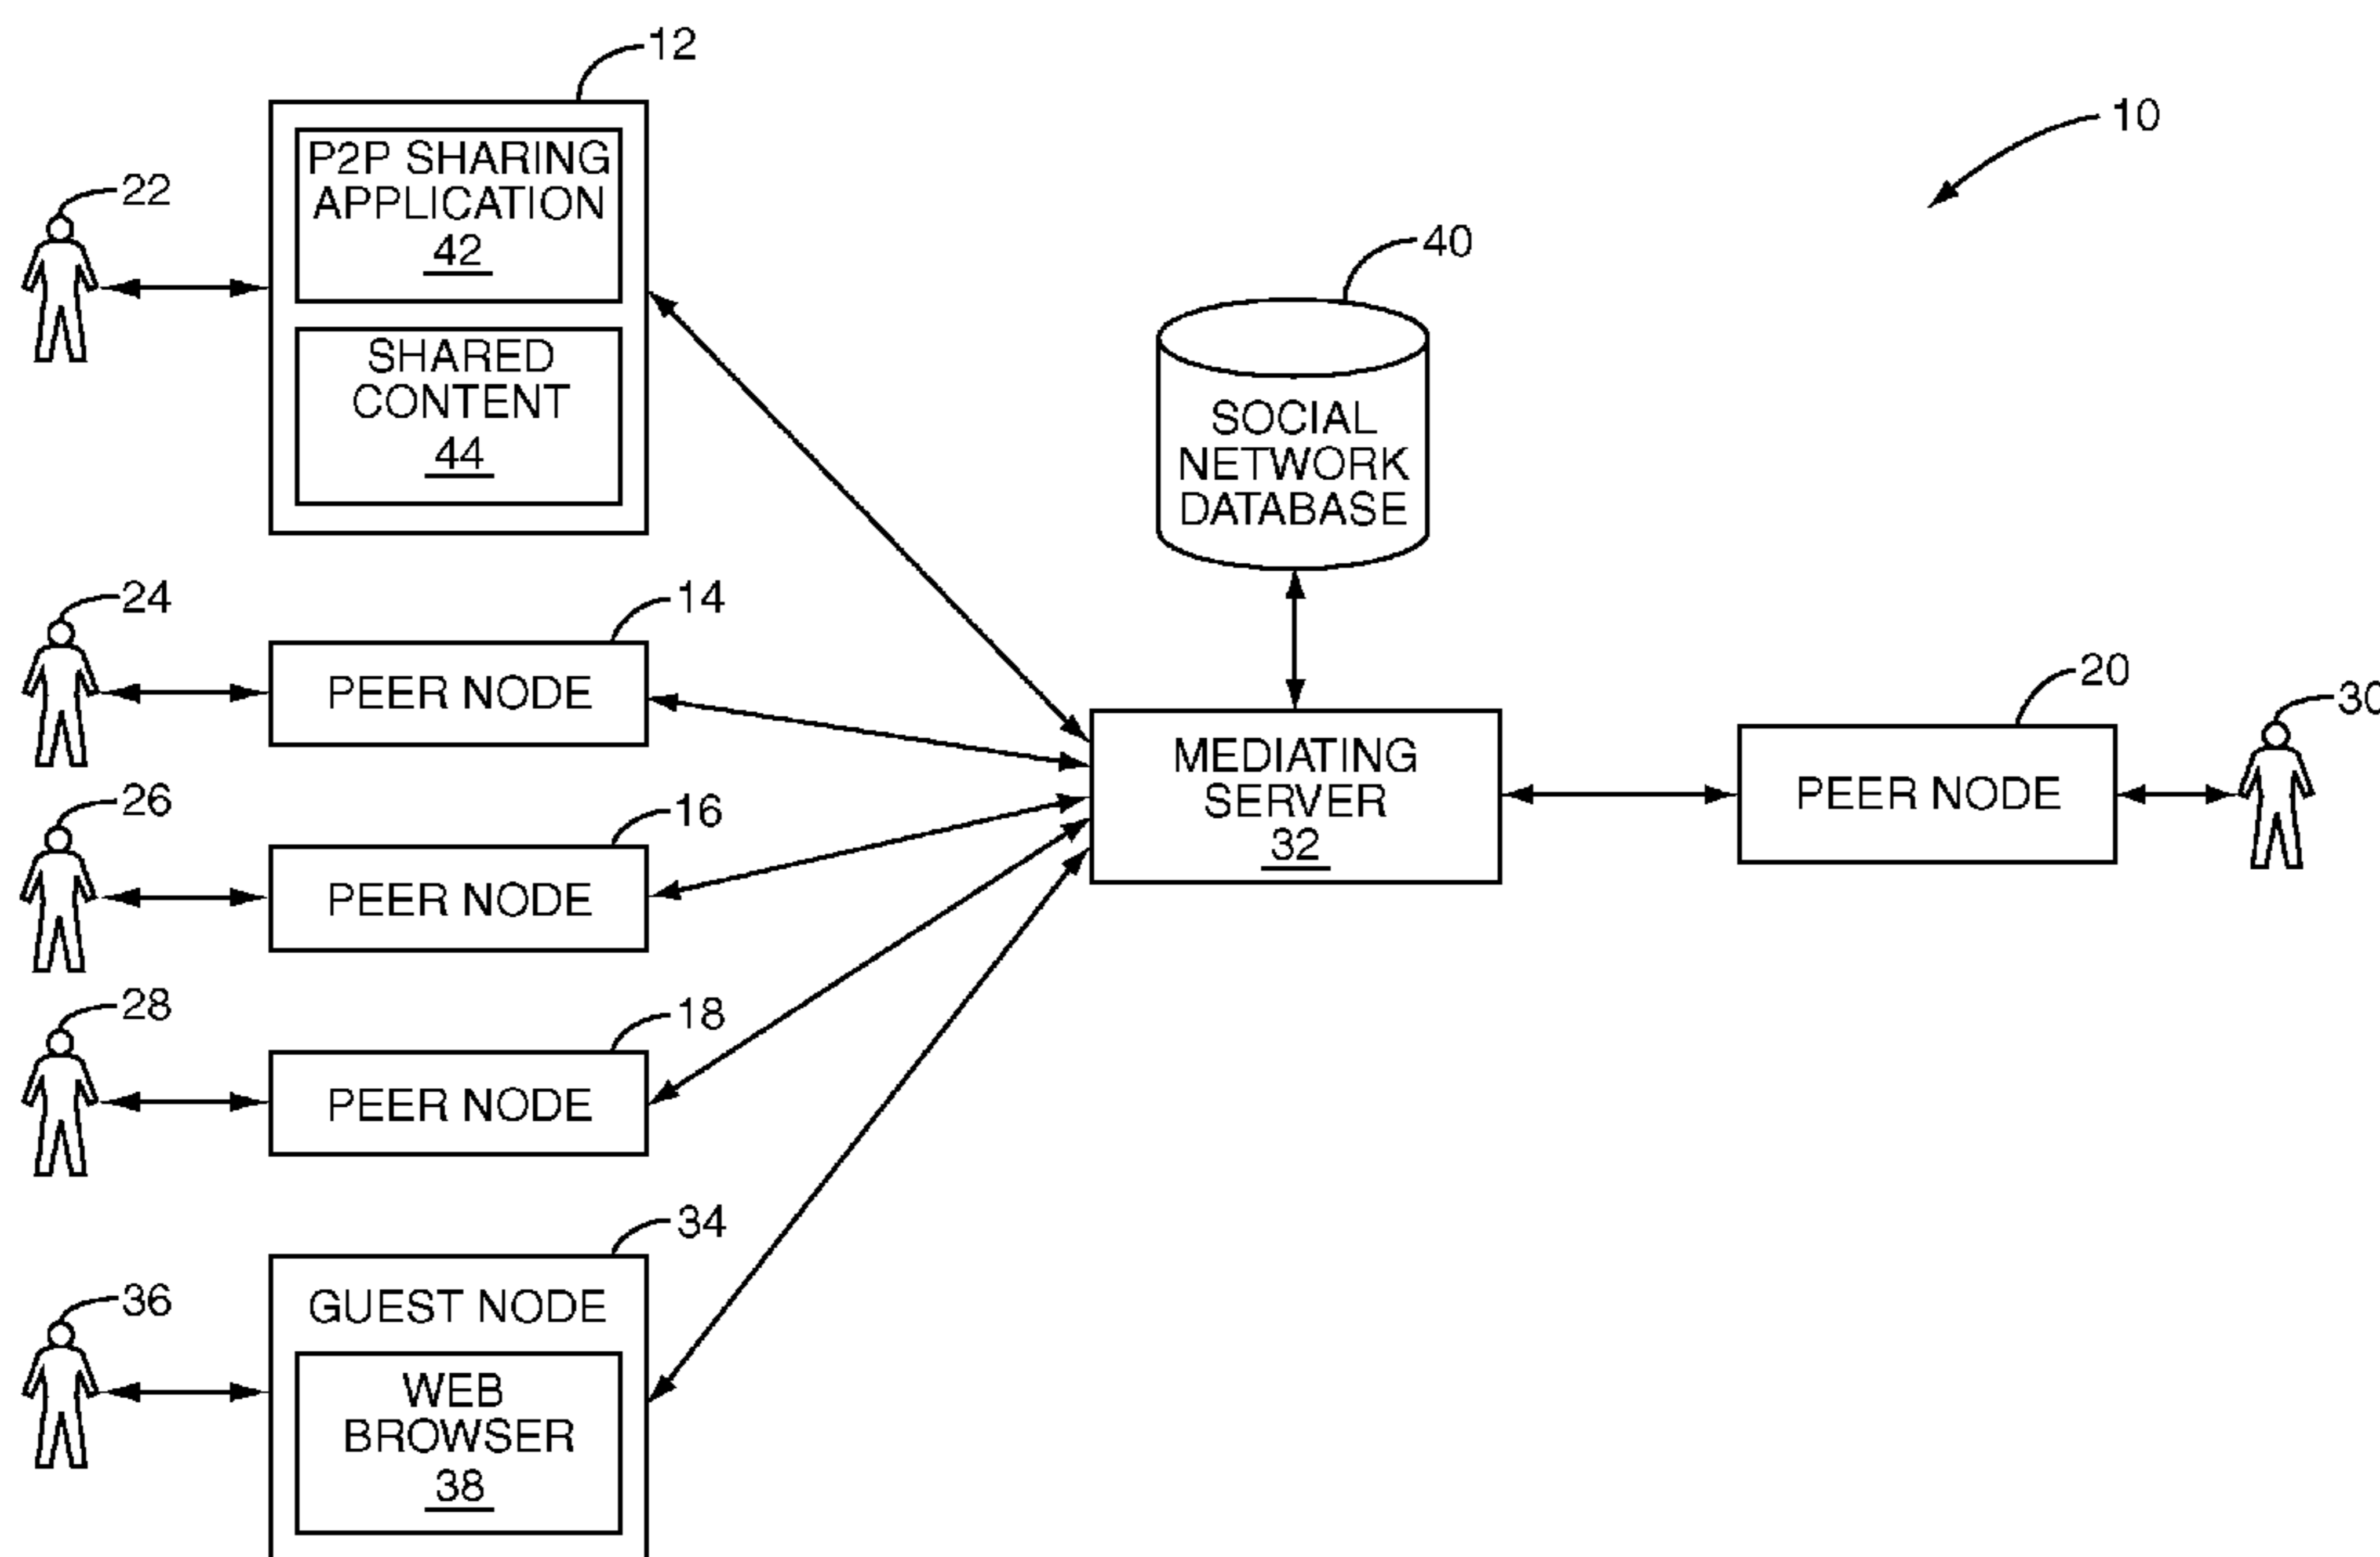 12
10
P2P SHARING
APPLICATION
42
22
SHARED
CONTENT
44
40
SOCIAL
NETWORK
DATABASE
24
14
PEER NODE
20
30
MEDIATING
SERVER
32
PEER NODE
26
16
PEER NODE
28
18
PEER NODE
34
36
GUEST NODE
WEB
BROWSER
38